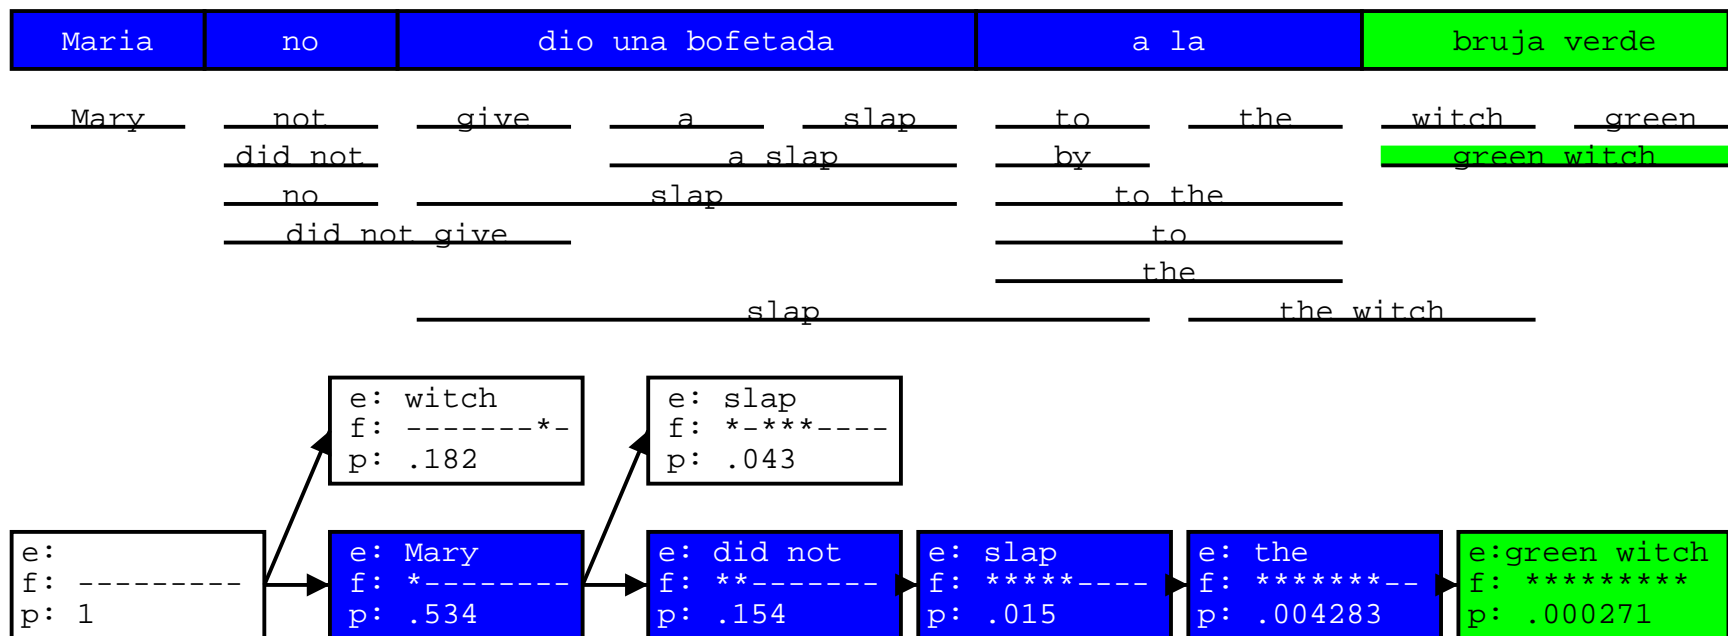 Maria no dio una bofetada a la bruja verde
Mary not give a slap to the witch green
did not a slap by green witch
no slap to the
did not give to
the
slap the witch
e: witch e: slap
f: -------*- f: *-***----
p: .182 p: .043
e: e: Mary e: did not e: slap e: the e:green witch
f: --------- f: *-------- f: **------- f: *****---- f: *******-- f: *********
p: 1 p: .534 p: .154 p: .015 p: .004283 p: .000271